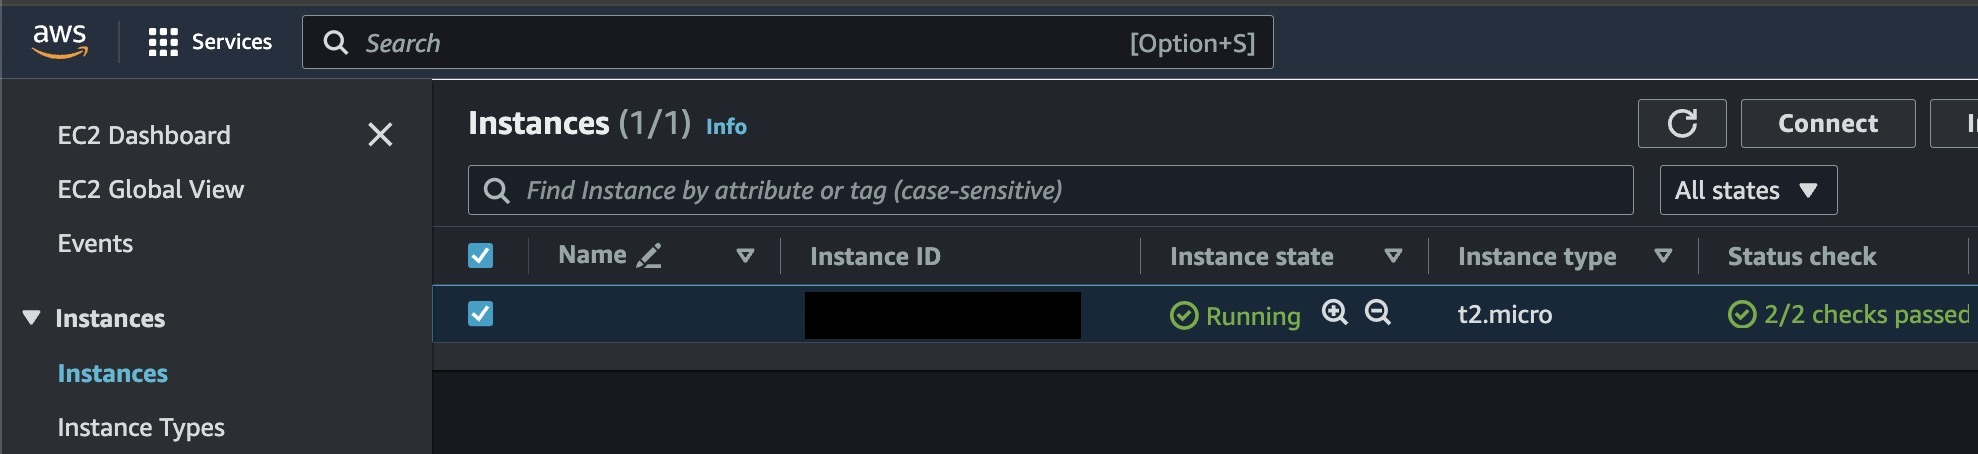 aws
Services
Search [Option+S]
EC2 Dashboard
EC2 Global View
Events
Instances
Instances
Instance Types
Instances (1/1) Info
Connect
Find Instance by attribute or tag (case-sensitive)
All states
Name Instance ID Instance state Instance type Status check
Running t2.micro 2/2 checks passed